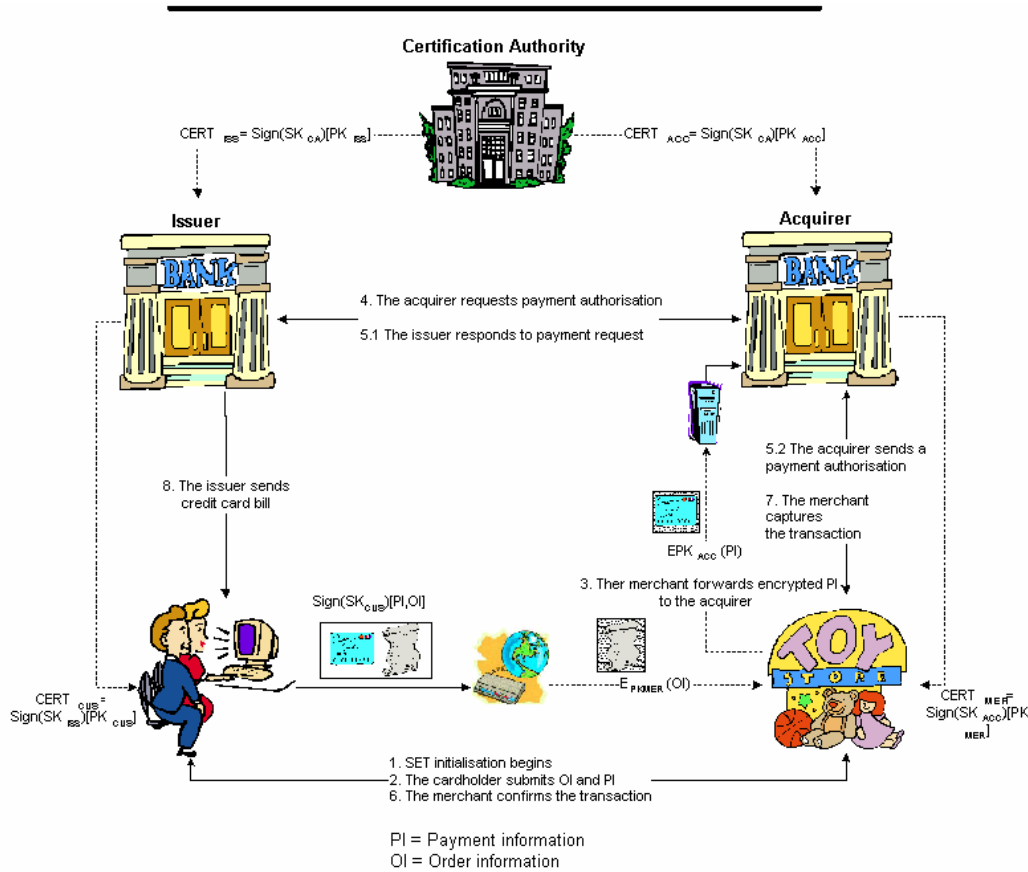 Certification Authority
CERT ISS= Sign(SK CA)[PK ISS]
CERT ACC= Sign(SK CA)[PK ACC]
Issuer
Acquirer
BANK
BANK
4. The acquirer requests payment authorisation
5.1 The issuer responds to payment request
5.2 The acquirer sends a
payment authorisation
8. The issuer sends
credit card bill
7. The merchant
captures
the transaction
EPK ACC (PI)
3. Ther merchant forwards encrypted PI
to the acquirer
Sign(SKCUS)[PI,OI]
TOY
STORE
E PKMER (OI)
CERT CUS=
Sign(SK ISS)[PK CUS]
CERT MER=
Sign(SK ACC)[PK
MER]
1. SET initialisation begins
2. The cardholder submits OI and PI
6. The merchant confirms the transaction
PI = Payment information
OI = Order information